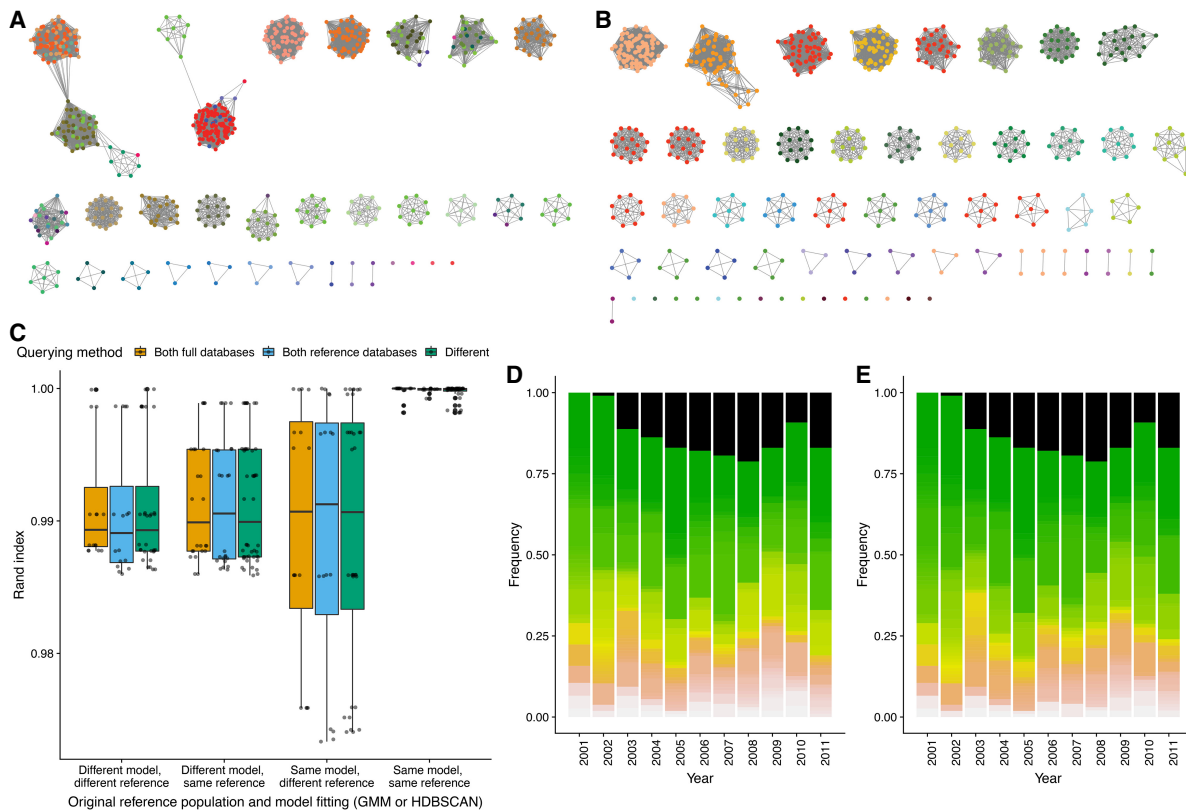 A
B
C
Querying method
Both full databases
Both reference databases
Different
Rand index
1.00
0.99
0.98
Different model,
different reference
Different model,
same reference
Same model,
different reference
Same model,
same reference
Original reference population and model fitting (GMM or HDBSCAN)
D
Frequency
1.00
0.75
0.50
0.25
0.00
2001
2002
2003
2004
2005
2006
2007
2008
2009
2010
2011
Year
E
Frequency
1.00
0.75
0.50
0.25
0.00
2001
2002
2003
2004
2005
2006
2007
2008
2009
2010
2011
Year